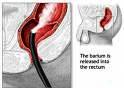 The barium is
released into
the rectum